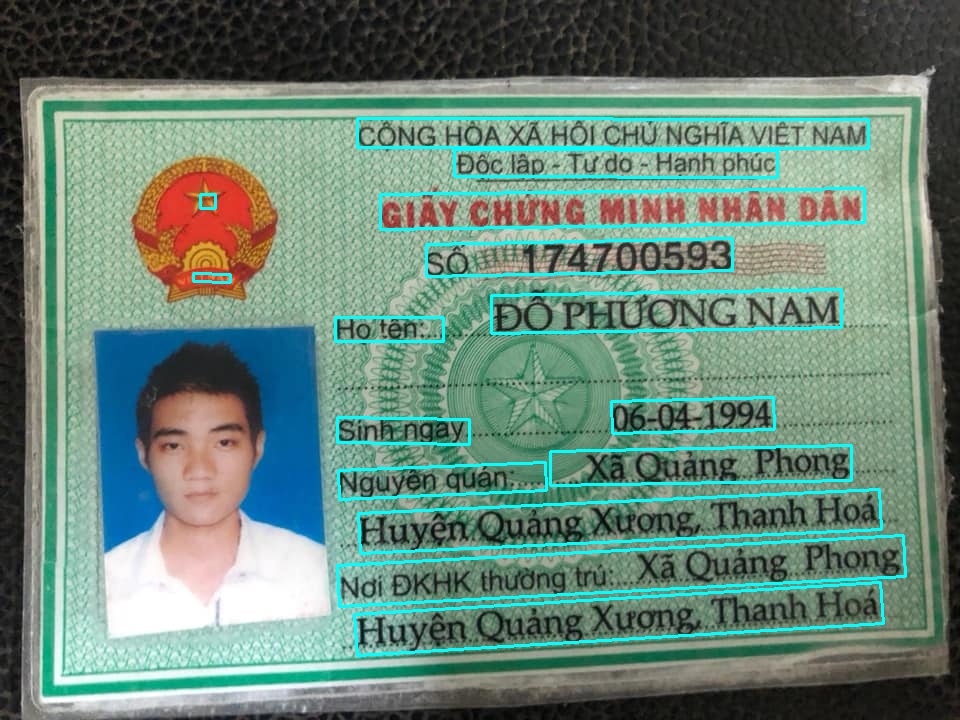 CỘNG HÒA XÃ HỘI CHỦ NGHĨA VIỆT NAM
Độc lập - Tự do - Hạnh phúc
GIẤY CHỨNG MINH NHÂN DÂN
SỐ 174700593
Họ tên: ĐỖ PHƯƠNG NAM
Sinh ngày 06-04-1994
Nguyên quán: Xã Quảng Phong
Huyện Quảng Xương, Thanh Hoá
Nơi ĐKHK thường trú: Xã Quảng Phong
Huyện Quảng Xương, Thanh Hoá